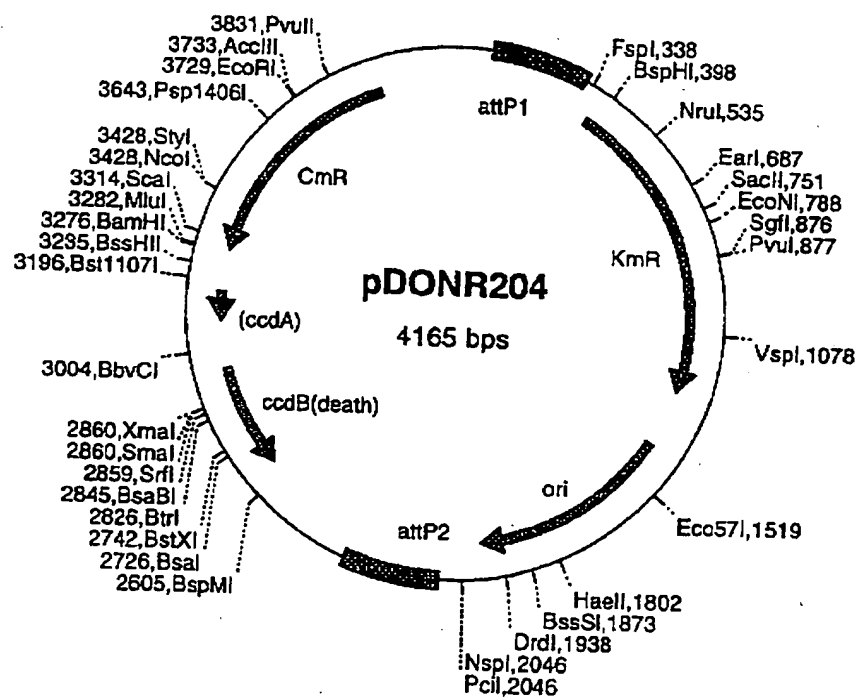 3831,PvuII
3733,AccIII
3729,EcoRI
3643,Psp1406I
3428,StyI
3428,NcoI
3314,ScaI
3282,MluI
3276,BamHI
3235,BssHII
3196,Bst1107I
3004,BbvCI
2860,XmaI
2860,SmaI
2859,SrfI
2845,BsaBI
2826,BtrI
2742,BstXI
2726,BsaI
2605,BspMI
attP1
CmR
KmR
pDONR204
4165 bps
(ccdA)
ccdB(death)
ori
attP2
FspI,338
BspHI,398
NruI,535
EarI,687
SacII,751
EcoNI,788
SgfI,876
PvuI,877
VspI,1078
Eco57I,1519
HaeII,1802
BssSI,1873
DrdI,1938
NspI,2046
PciI,2046